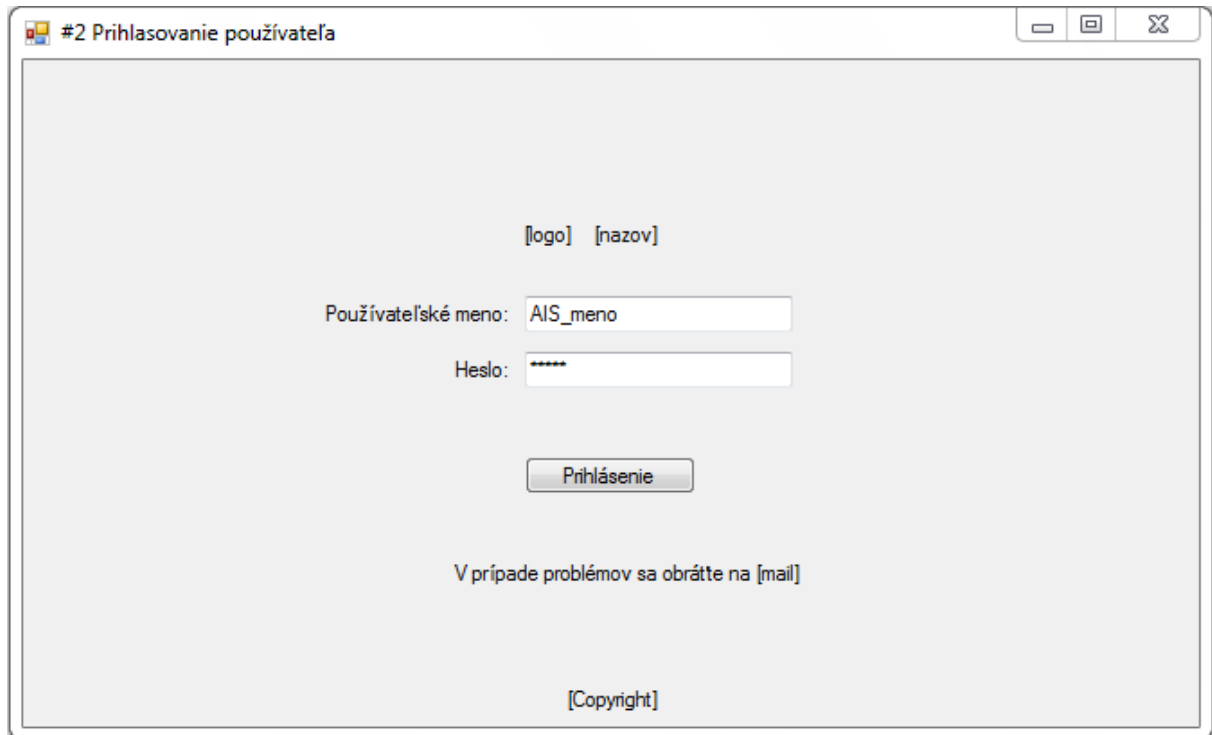 #2 Prihlasovanie používateľa
[logo] [nazov]
Používateľské meno: AIS_meno
Heslo: *****
Prihlásenie
V prípade problémov sa obráťte na [mail]
[Copyright]